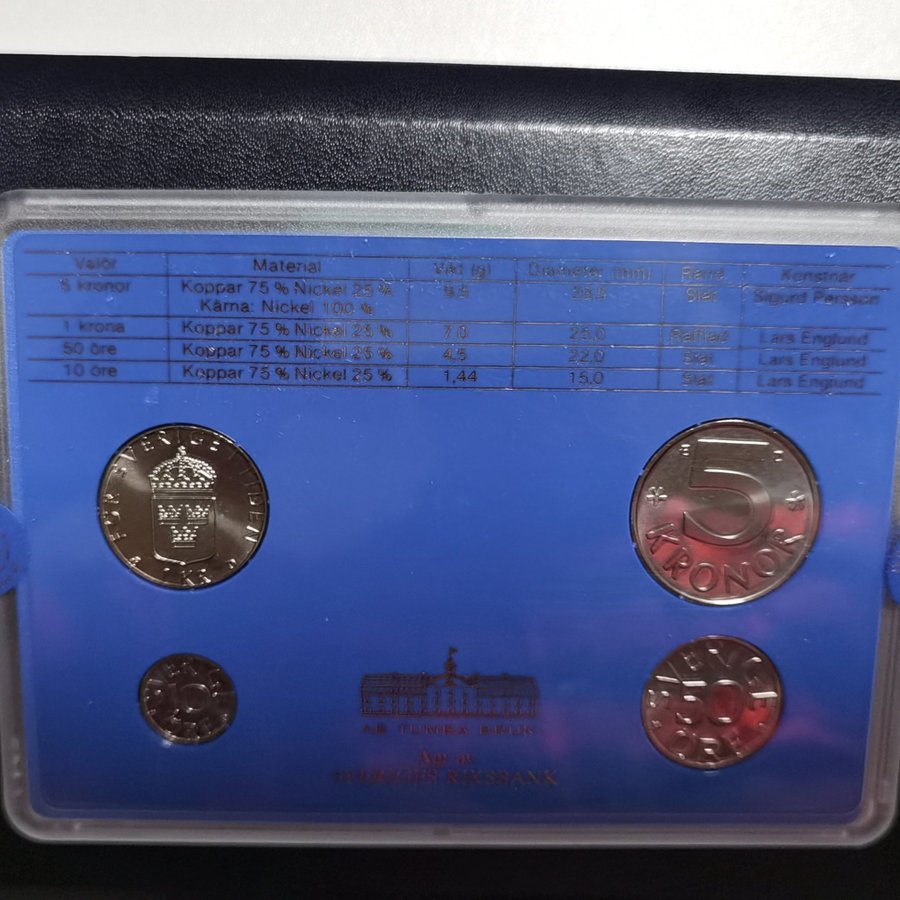 Valör Material Vikt (g) Diameter (mm) Rand Konstnär
5 kronor Koppar 75 % Nickel 25 % 9,5 28,5 Slät Sigurd Persson
Kärna: Nickel 100 %
1 krona Koppar 75 % Nickel 25 % 7,0 25,0 Räfflad Lars Englund
50 öre Koppar 75 % Nickel 25 % 4,5 22,0 Slät Lars Englund
10 öre Koppar 75 % Nickel 25 % 1,44 15,0 Slät Lars Englund
FÖR SVERIGE I TIDEN
1 KR
5
KRONOR
SVERIGE
10
ÖRE
SVERIGE
50
ÖRE
AB TUMBA BRUK
Ägt av
SVERIGES RIKSBANK